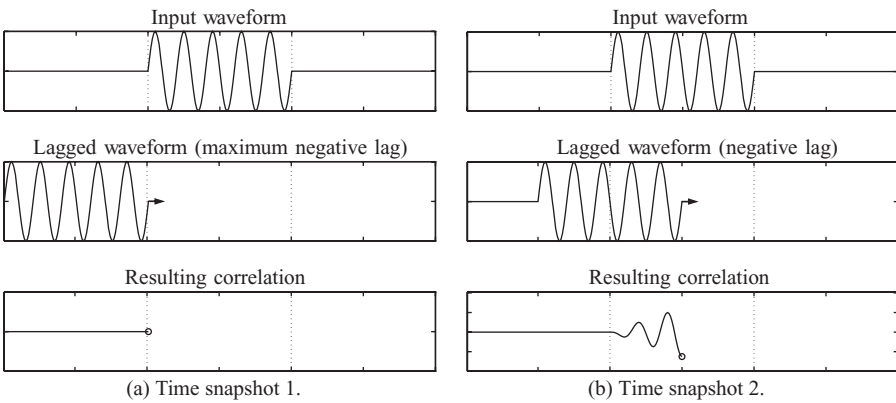 Input waveform
Lagged waveform (maximum negative lag)
Resulting correlation
(a) Time snapshot 1.
Input waveform
Lagged waveform (negative lag)
Resulting correlation
(b) Time snapshot 2.